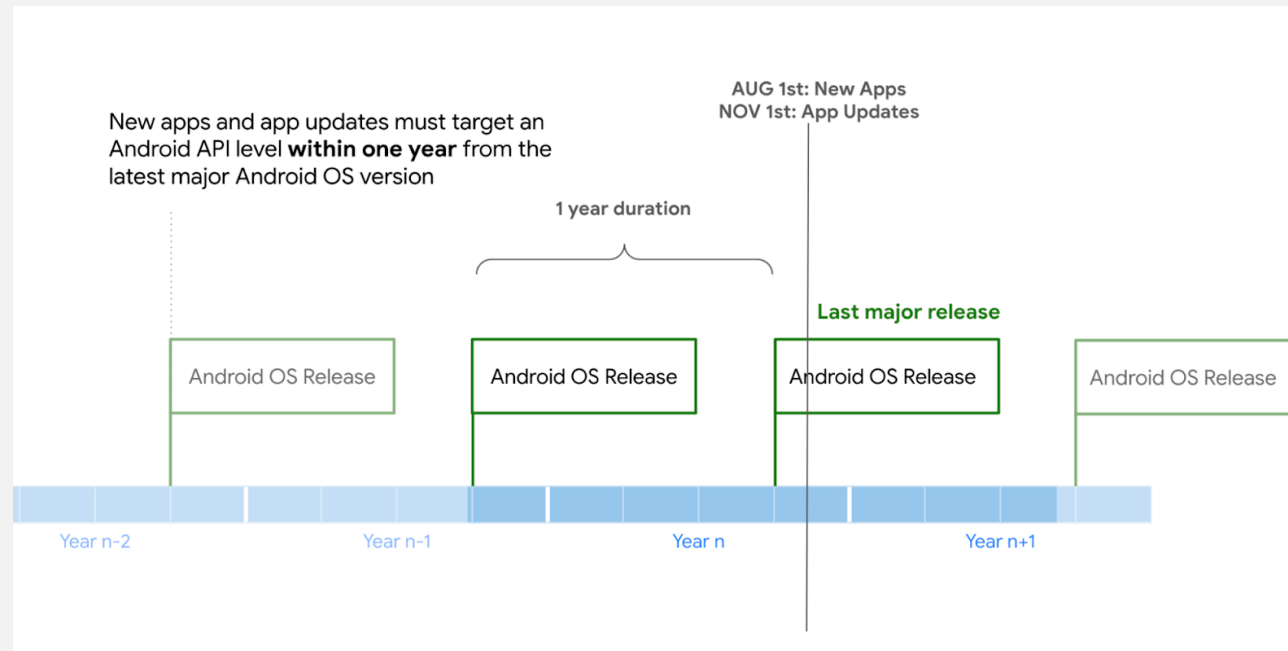 AUG 1st: New Apps
NOV 1st: App Updates
New apps and app updates must target an
Android API level within one year from the
latest major Android OS version
1 year duration
Last major release
Android OS Release
Android OS Release
Android OS Release
Android OS Release
Year n-2
Year n-1
Year n
Year n+1